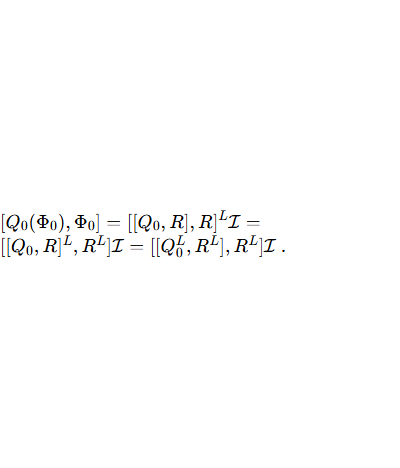 $[Q_0(\Phi_0), \Phi_0] = [[Q_0, R], R]^L \mathcal{I} =$
$[[Q_0, R]^L, R^L]\mathcal{I} = [[Q_0^L, R^L], R^L]\mathcal{I}\ .$